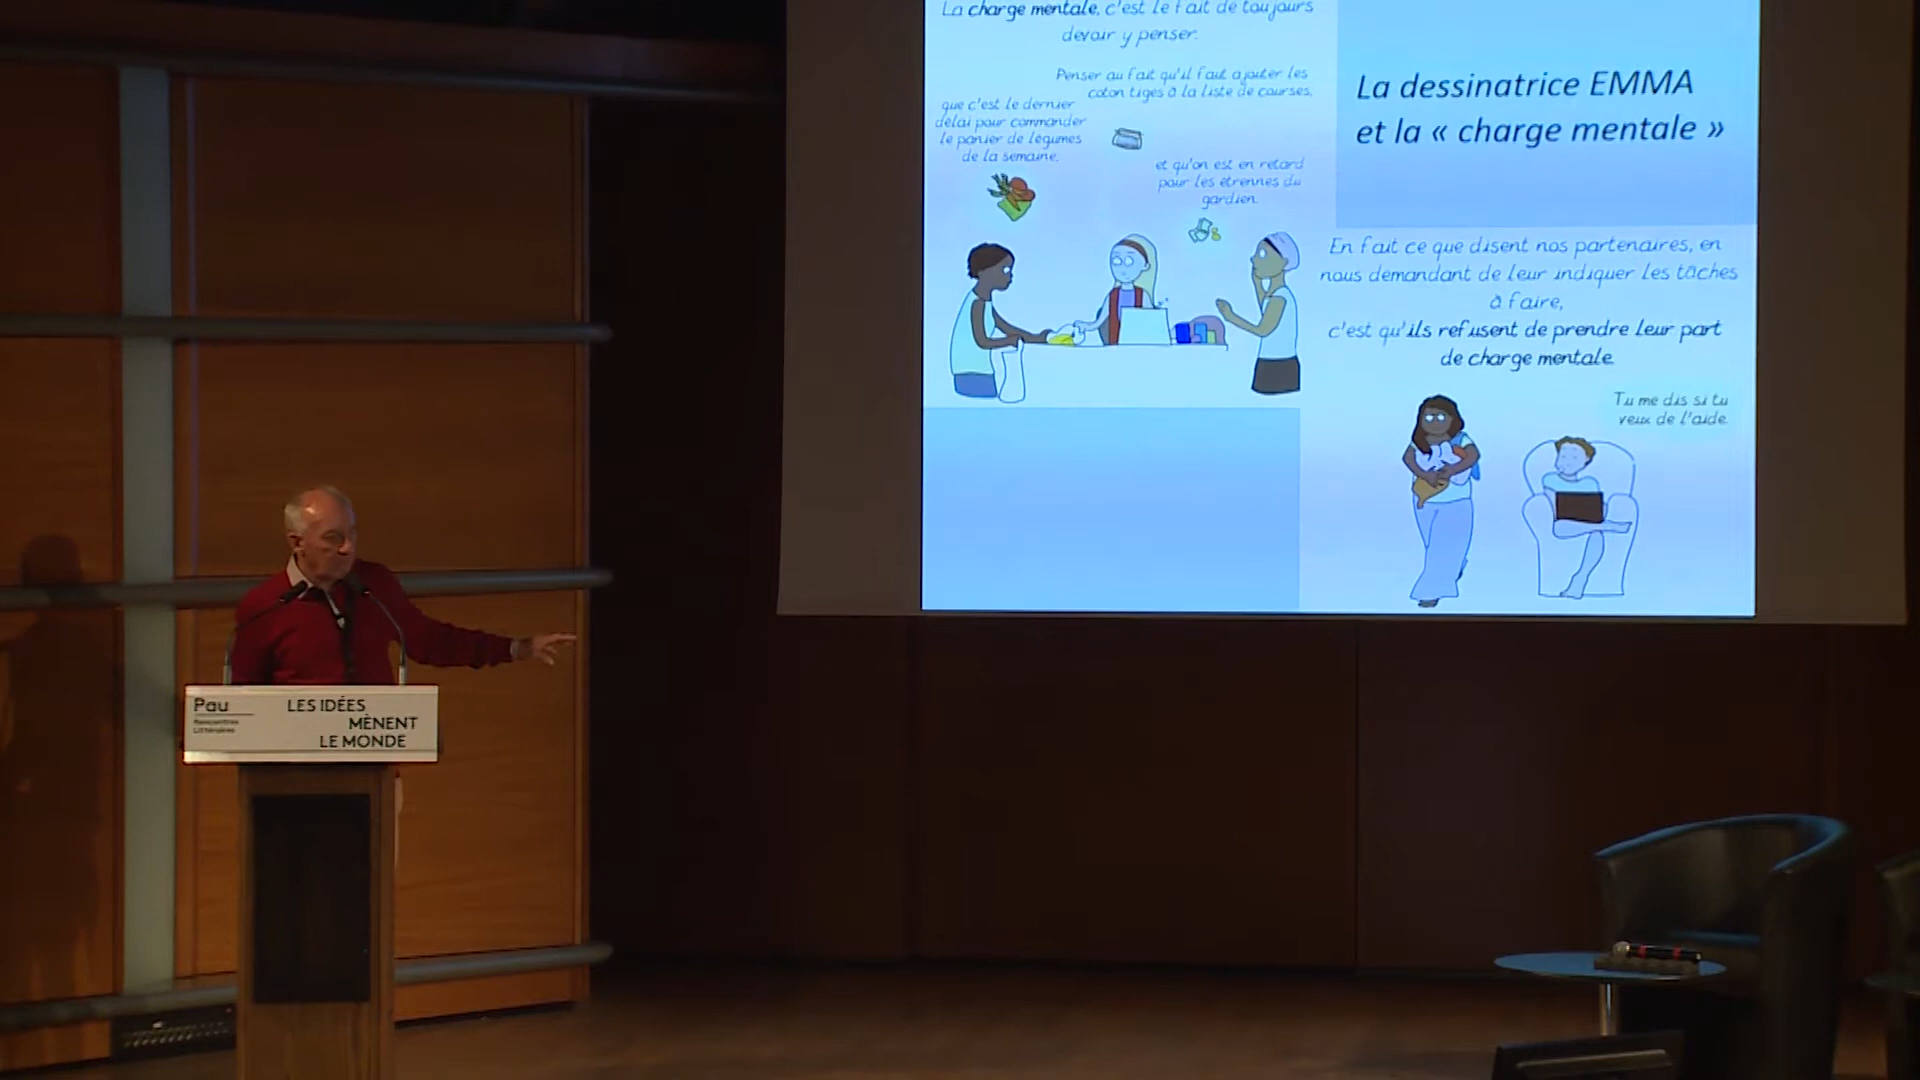 La charge mentale, c'est le fait de toujours
devoir y penser.
Penser au fait qu'il faut ajouter les
coton tiges à la liste de courses,
que c'est le dernier
délai pour commander
le panier de légumes
de la semaine,
et qu'on est en retard
pour les étrennes du
gardien.
La dessinatrice EMMA
et la « charge mentale »
En fait ce que disent nos partenaires, en
nous demandant de leur indiquer les tâches
à faire,
c'est qu'ils refusent de prendre leur part
de charge mentale.
Tu me dis si tu
veux de l'aide.
Pau
Rencontres
Littéraires
LES IDÉES
MÈNENT
LE MONDE